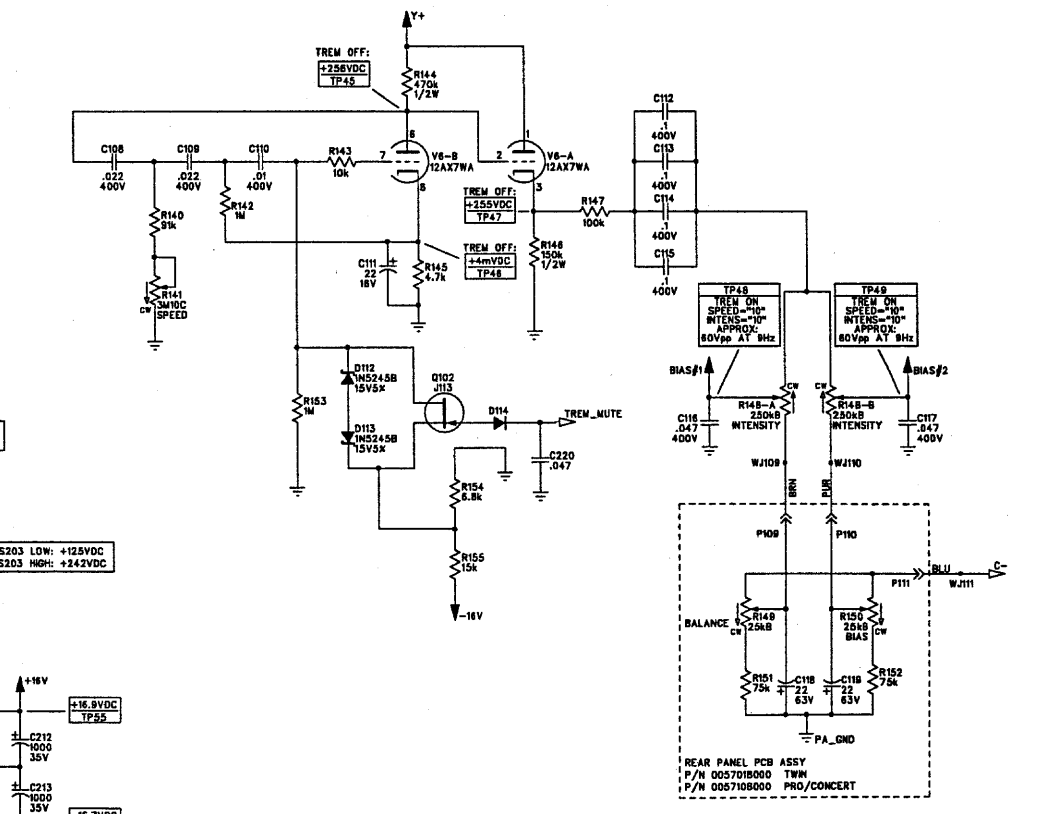 Y+
TREM OFF:
+256VDC
TP45
R144
470k
1/2W
6
1
C108
.022
400V
C109
.022
400V
C110
.01
400V
R143
10k
7
V6-B
12AX7WA
8
2
V6-A
12AX7WA
3
C112
.1
400V
C113
.1
400V
C114
.1
400V
C115
.1
400V
R140
91k
R142
1M
R141
3M10C
SPEED
CW
C111
22
16V
+
R145
4.7k
TREM OFF:
+255VDC
TP47
TREM OFF:
+4mVDC
TP46
R147
100k
R146
150k
1/2W
TP48
TREM ON
SPEED="10"
INTENS="10"
APPROX:
60Vpp AT 9Hz
TP49
TREM ON
SPEED="10"
INTENS="10"
APPROX:
60Vpp AT 9Hz
BIAS#1
BIAS#2
CW
CW
R148-A
250kB
INTENSITY
R148-B
250kB
INTENSITY
C116
.047
400V
C117
.047
400V
WJ109
WJ110
BRN
PUR
R153
1M
D112
1N5245B
15V5%
D113
1N5245B
15V5%
Q102
J113
D114
TREM_MUTE
C220
.047
R154
6.8k
R155
15k
-16V
S203 LOW: +125VDC
S203 HIGH: +242VDC
P109
P110
P111
BLU
WJ111
C-
BALANCE
CW
R149
25kB
R150
25kB
BIAS
CW
R151
75k
C118
22
63V
+
C119
22
63V
+
R152
75k
PA_GND
REAR PANEL PCB ASSY
P/N 0057018000 TWIN
P/N 0057108000 PRO/CONCERT
+16V
+16.9VDC
TP55
+
C212
1000
35V
+
C213
1000
35V